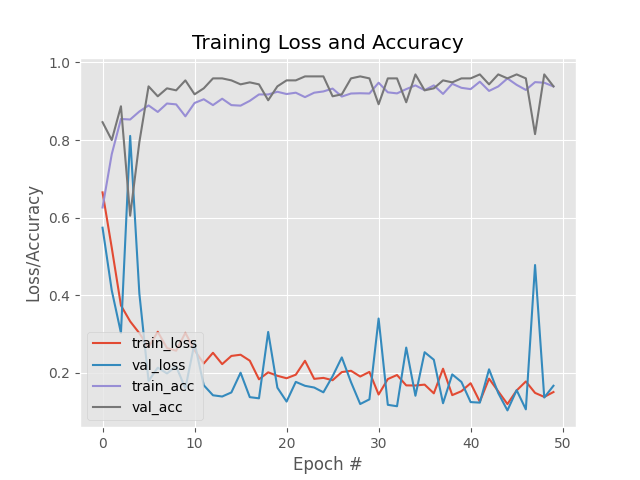 Training Loss and Accuracy
1.0
0.8
0.6
0.4
0.2
Loss/Accuracy
train_loss
val_loss
train_acc
val_acc
0 10 20 30 40 50
Epoch #